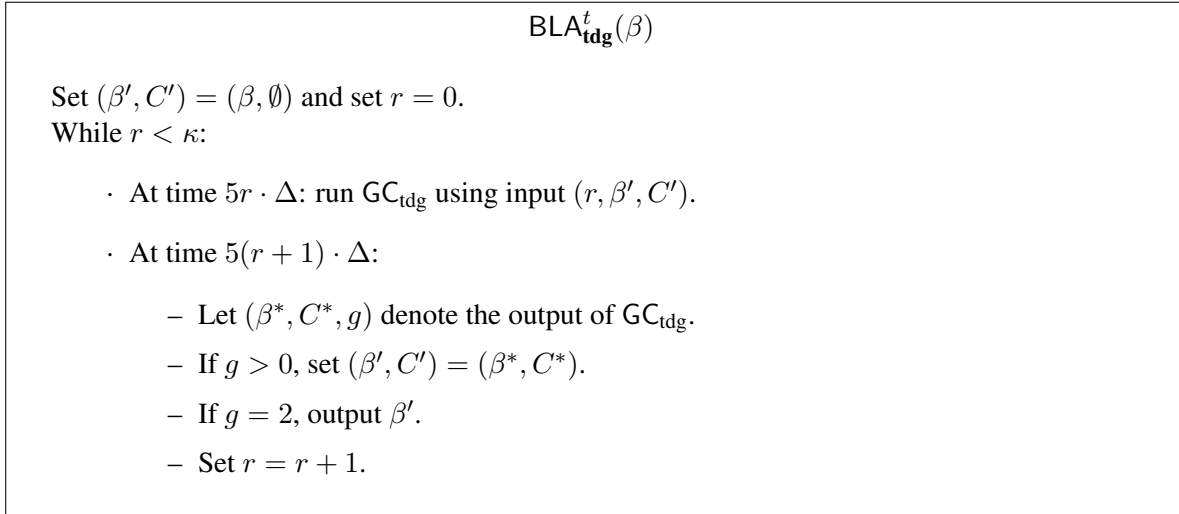 BLA^t_tdg(β)
Set (β′, C′) = (β, ∅) and set r = 0.
While r < κ:
· At time 5r · Δ: run GC_tdg using input (r, β′, C′).
· At time 5(r + 1) · Δ:
– Let (β*, C*, g) denote the output of GC_tdg.
– If g > 0, set (β′, C′) = (β*, C*).
– If g = 2, output β′.
– Set r = r + 1.